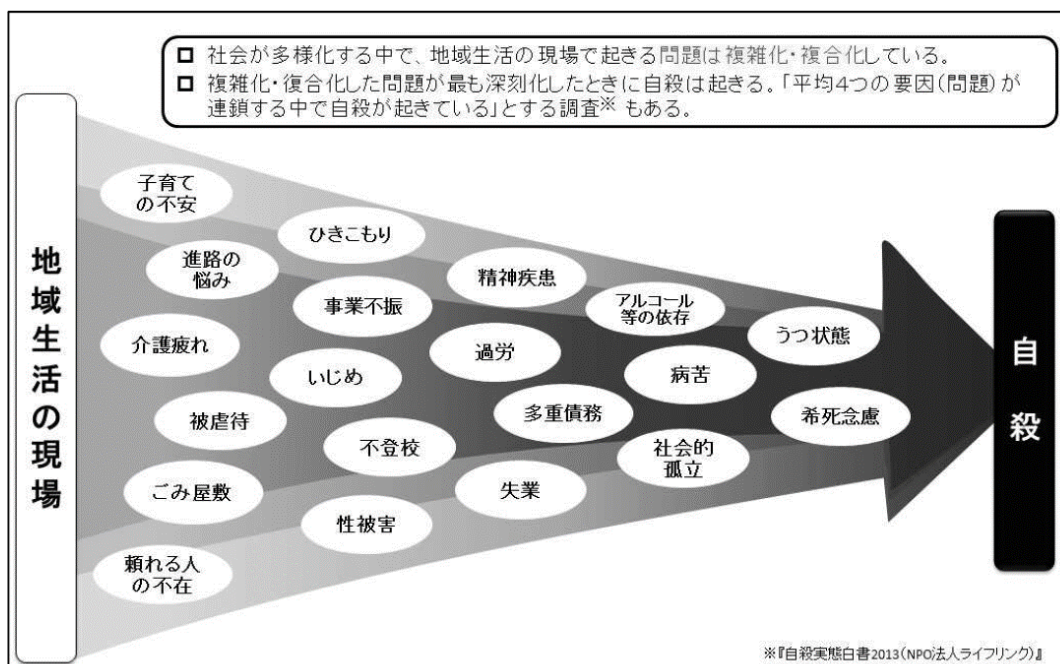 □ 社会が多様化する中で、地域生活の現場で起きる問題は複雑化・複合化している。
□ 複雑化・復合化した問題が最も深刻化したときに自殺は起きる。「平均4つの要因(問題)が
連鎖する中で自殺が起きている」とする調査※ もある。
地域生活の現場
子育て
の不安
進路の
悩み
介護疲れ
被虐待
ごみ屋敷
頼れる人
の不在
ひきこもり
事業不振
いじめ
不登校
性被害
精神疾患
過労
多重債務
失業
アルコール
等の依存
病苦
社会的
孤立
うつ状態
希死念慮
自殺
※『自殺実態白書2013(NPO法人ライフリンク)』